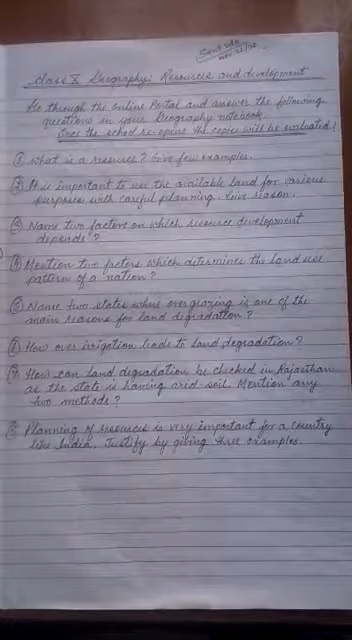 Class X Geography: Resources and development
Go through the online Portal and answer the following
questions in your Geography notebook.
Once the school re-opens the copies will be evaluated!
① What is a resource? Give few examples.
② It is important to use the available land for various
purposes with careful planning. Give reason.
③ Name two factors on which resource development
depends?
④ Mention two factors which determines the land use
pattern of a nation?
⑤ Name two states where overgrazing is one of the
main reasons for land degradation?
⑥ How over irrigation leads to land degradation?
⑦ How can land degradation be checked in Rajasthan
as the state is having arid soil. Mention any
two methods?
⑧ Planning of resources is very important for a country
like India. Justify by giving three examples.